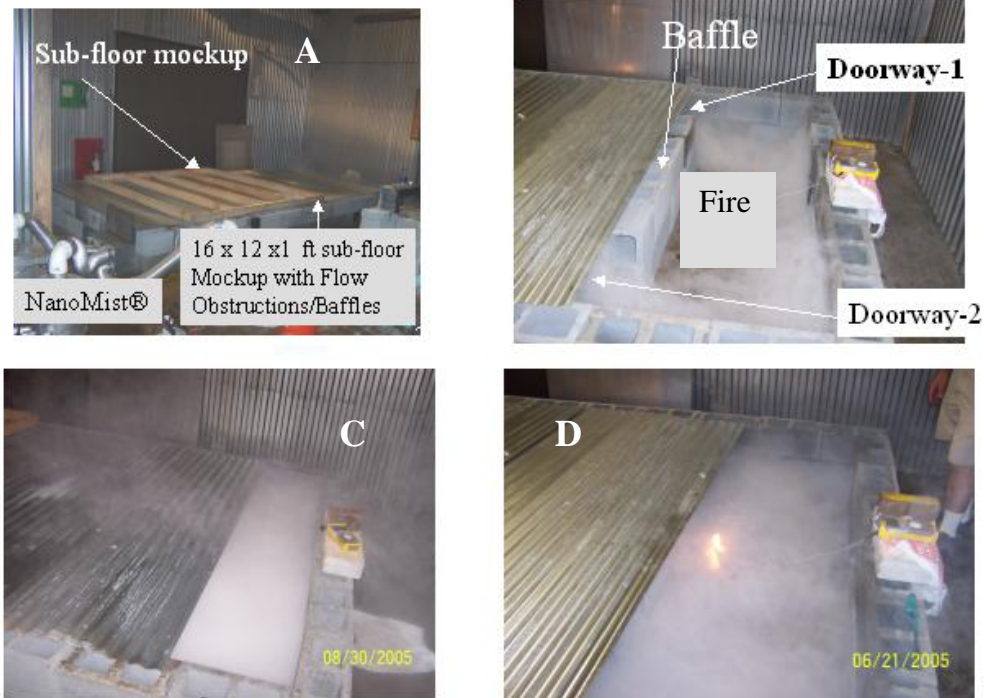 Sub-floor mockup
A
16 x 12 x1 ft sub-floor
Mockup with Flow
Obstructions/Baffles
NanoMist®
Baffle
Doorway-1
Fire
Doorway-2
C
08/30/2005
D
06/21/2005